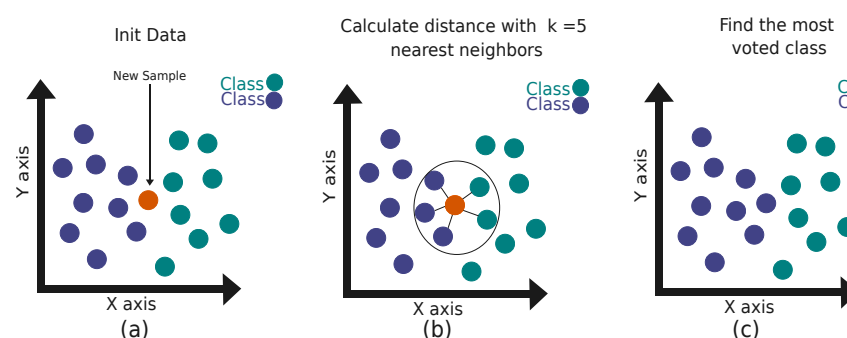 Init Data
New Sample
Class
Class
Y axis
X axis
(a)
Calculate distance with k =5
nearest neighbors
Class
Class
Y axis
X axis
(b)
Find the most
voted class
Y axis
X axis
(c)